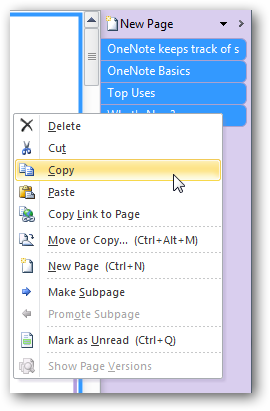 New Page
OneNote keeps track of s
OneNote Basics
Top Uses
What's New?
Delete
Cut
Copy
Paste
Copy Link to Page
Move or Copy... (Ctrl+Alt+M)
New Page (Ctrl+N)
Make Subpage
Promote Subpage
Mark as Unread (Ctrl+Q)
Show Page Versions